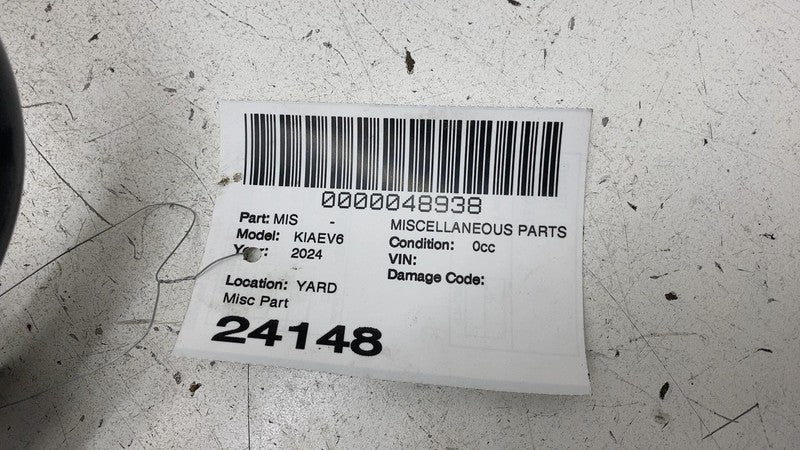 0000048938
Part: MIS - MISCELLANEOUS PARTS
Model: KIAEV6 Condition: 0cc
Year: 2024 VIN:
Damage Code:
Location: YARD
Misc Part
24148